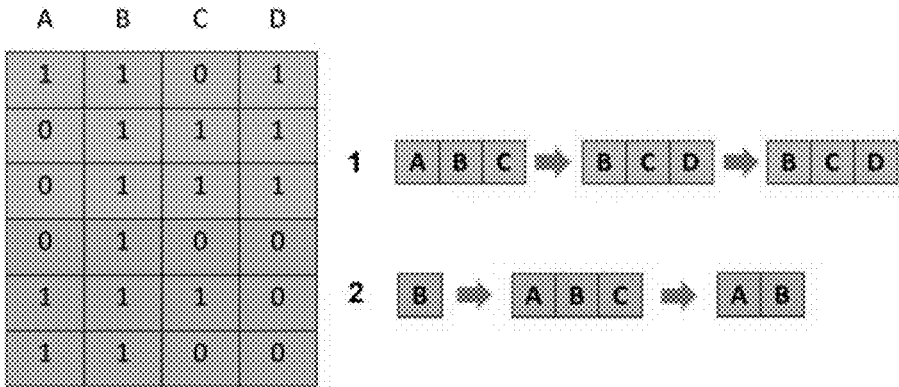 A B C D
1 1 0 1
0 1 1 1
0 1 1 1
0 1 0 0
1 1 1 0
1 1 0 0
1 A B C B C D B C D
2 B A B C A B